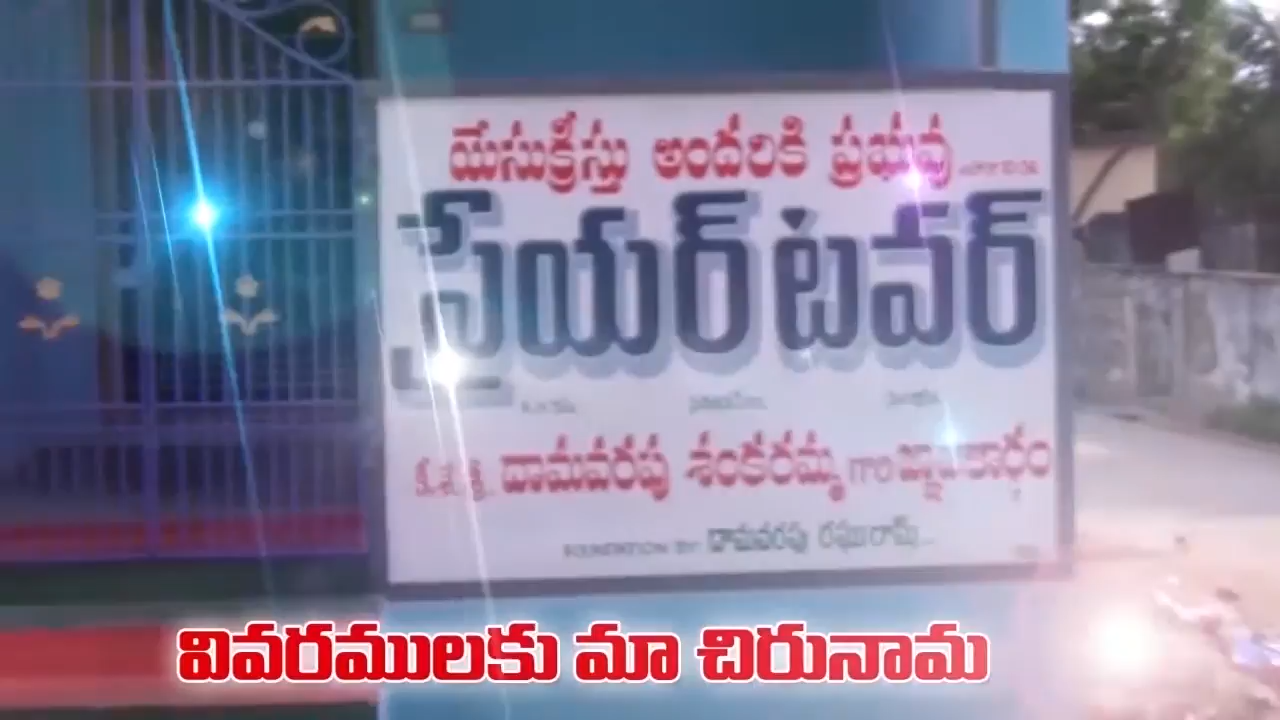 యేసుక్రీస్తు అందరికి ప్రభువు
ప్రేయర్ టవర్
కీ.శే.శ్రీ. దామవరపు శంకరమ్మ గారి జ్ఞాపకార్థం
FOUNDATION BY: దామవరపు రఘురామ్...
వివరములకు మా చిరునామ